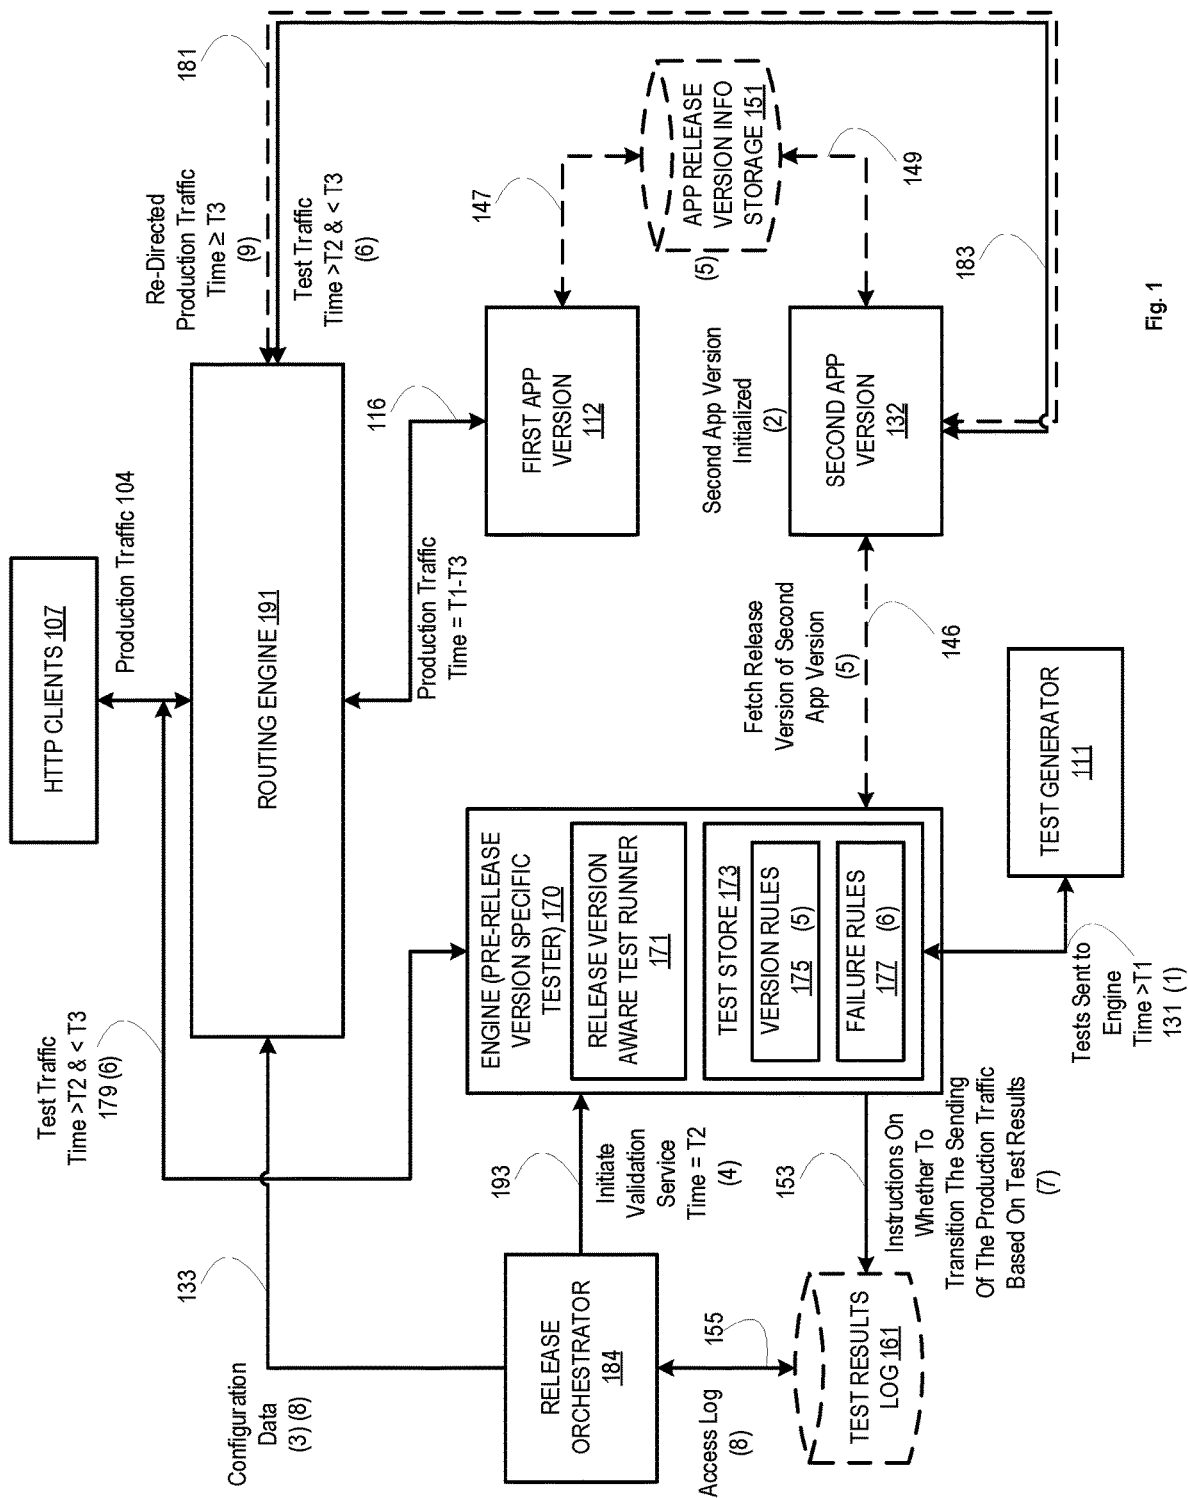 HTTP CLIENTS 107
Production Traffic 104
181
Re-Directed
Production Traffic
Time ≥ T3
(9)
Test Traffic
Time >T2 & < T3
(6)
ROUTING ENGINE 191
Test Traffic
Time >T2 & < T3
179 (6)
133
Configuration
Data
(3) (8)
116
Production Traffic
Time = T1-T3
147
FIRST APP
VERSION
112
APP RELEASE
VERSION INFO
STORAGE 151
(5)
149
183
Second App Version
Initialized
(2)
SECOND APP
VERSION
132
Fetch Release
Version of Second
App Version
(5)
146
ENGINE (PRE-RELEASE
VERSION SPECIFIC
TESTER) 170
RELEASE VERSION
AWARE TEST RUNNER
171
TEST STORE 173
VERSION RULES
175 (5)
FAILURE RULES
177 (6)
TEST GENERATOR
111
Tests Sent to
Engine
Time >T1
131 (1)
193
Initiate
Validation
Service
Time = T2
(4)
153
Instructions On
Whether To
Transition The Sending
Of The Production Traffic
Based On Test Results
(7)
RELEASE
ORCHESTRATOR
184
155
Access Log
(8)
TEST RESULTS
LOG 161
Fig. 1